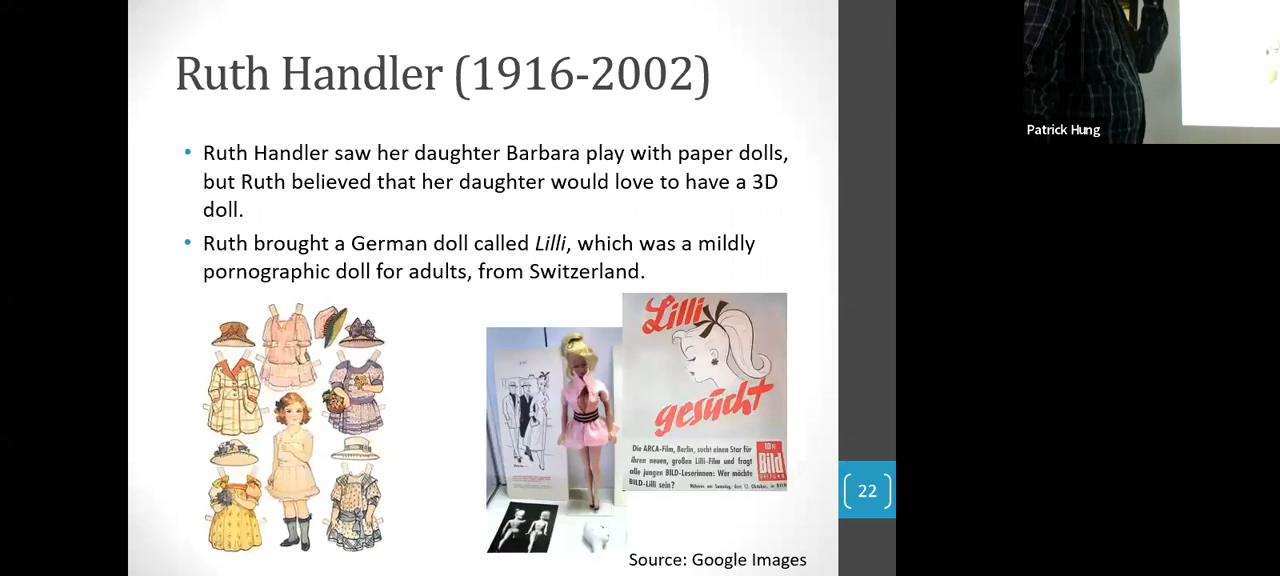 Ruth Handler (1916-2002)
• Ruth Handler saw her daughter Barbara play with paper dolls,
but Ruth believed that her daughter would love to have a 3D
doll.
• Ruth brought a German doll called Lilli, which was a mildly
pornographic doll for adults, from Switzerland.
Lilli
gesucht
Die ARCA-Film, Berlin, sucht einen Star für
ihren neuen, großen Lilli-Film und fragt
alle jungen BILD-Leserinnen: Wer möchte
BILD-Lilli sein?
10 Pf
Bild
ZEITUNG
22
Source: Google Images
Patrick Hung